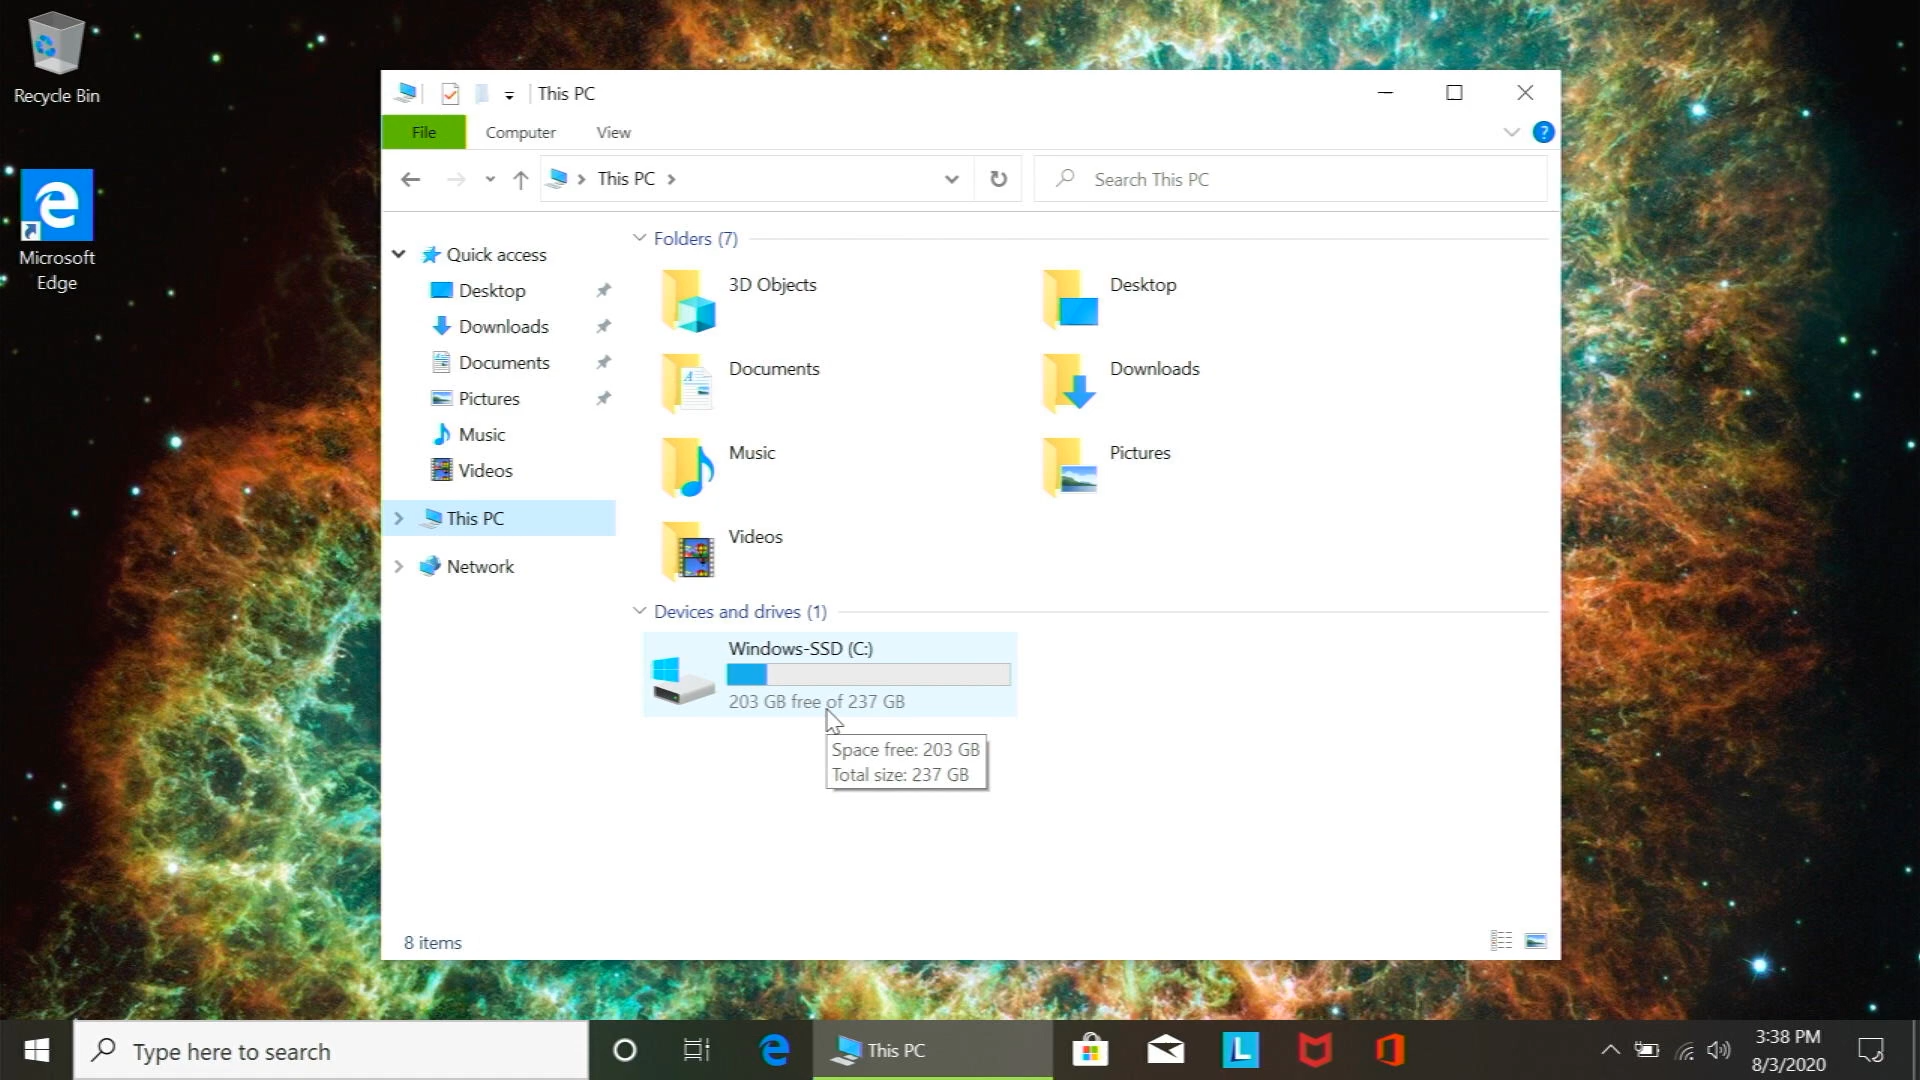 Recycle Bin
Microsoft
Edge
This PC
File
Computer
View
?
This PC
Search This PC
Quick access
Desktop
Downloads
Documents
Pictures
Music
Videos
This PC
Network
Folders (7)
3D Objects
Desktop
Documents
Downloads
Music
Pictures
Videos
Devices and drives (1)
Windows-SSD (C:)
203 GB free of 237 GB
Space free: 203 GB
Total size: 237 GB
8 items
Type here to search
This PC
L
3:38 PM
8/3/2020